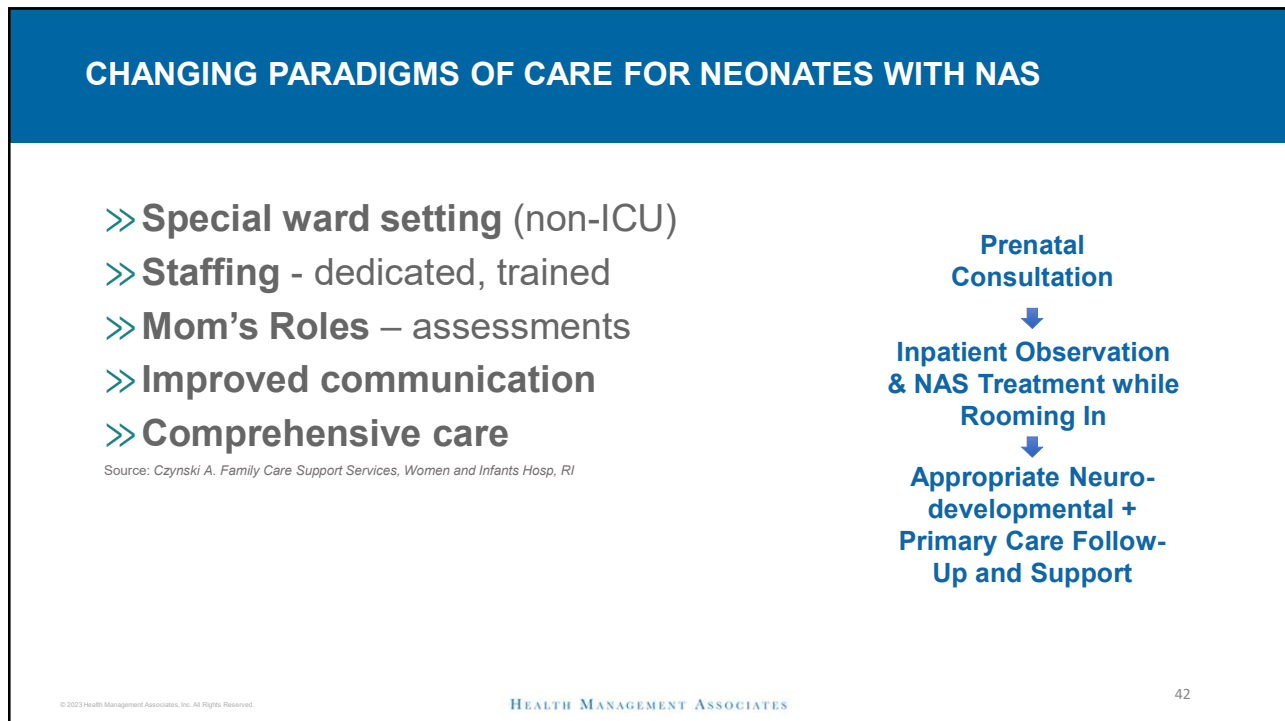 CHANGING PARADIGMS OF CARE FOR NEONATES WITH NAS
>> Special ward setting (non-ICU)
>> Staffing - dedicated, trained
>> Mom's Roles – assessments
>> Improved communication
>> Comprehensive care
Source: Czynski A. Family Care Support Services, Women and Infants Hosp, RI
Prenatal
Consultation
Inpatient Observation
& NAS Treatment while
Rooming In
Appropriate Neuro-
developmental +
Primary Care Follow-
Up and Support
© 2023 Health Management Associates, Inc. All Rights Reserved.
HEALTH MANAGEMENT ASSOCIATES
42